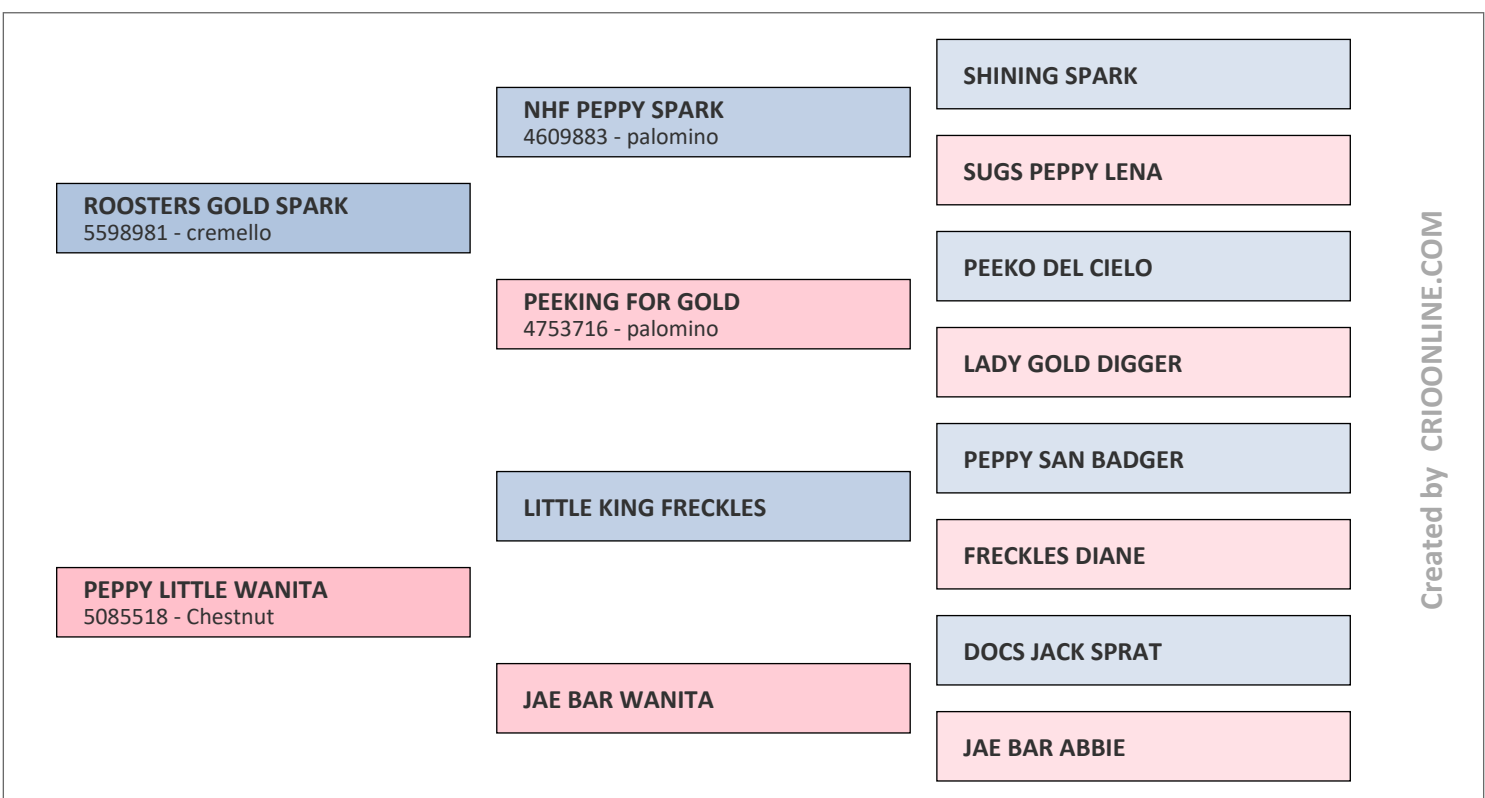 SHINING SPARK
NHF PEPPY SPARK
4609883 - palomino
SUGS PEPPY LENA
ROOSTERS GOLD SPARK
5598981 - cremello
PEEKO DEL CIELO
PEEKING FOR GOLD
4753716 - palomino
LADY GOLD DIGGER
PEPPY SAN BADGER
LITTLE KING FRECKLES
FRECKLES DIANE
PEPPY LITTLE WANITA
5085518 - Chestnut
DOCS JACK SPRAT
JAE BAR WANITA
JAE BAR ABBIE
Created by CRIOONLINE.COM